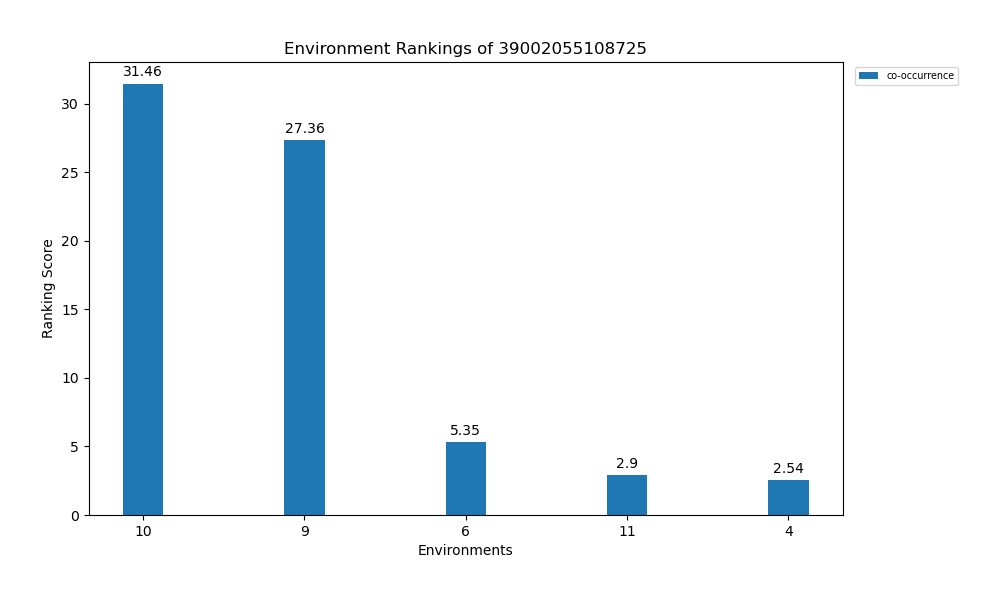 Environment Rankings of 39002055108725
co-occurrence
31.46
27.36
5.35
2.9
2.54
Ranking Score
30
25
20
15
10
5
0
10 9 6 11 4
Environments